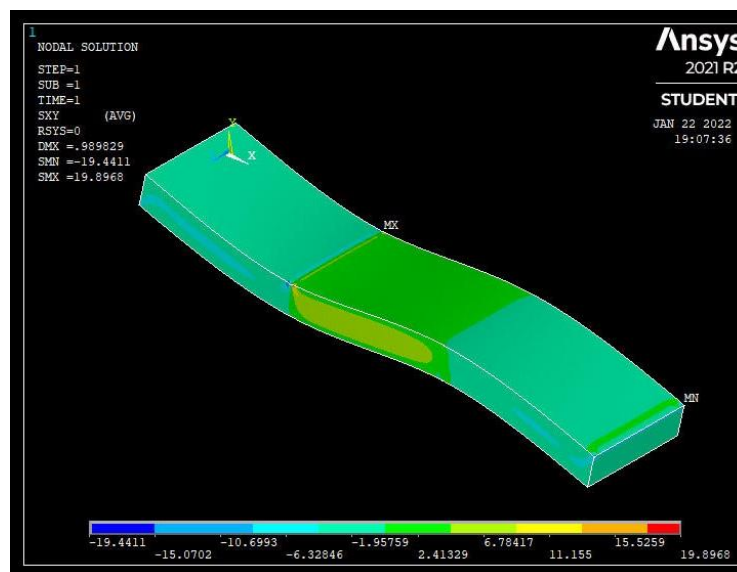 1
NODAL SOLUTION
STEP=1
SUB =1
TIME=1
SXY (AVG)
RSYS=0
DMX =.989829
SMN =-19.4411
SMX =19.8968
Ansys
2021 R2
STUDENT
JAN 22 2022
19:07:36
Y
X
MX
MN
-19.4411 -10.6993 -1.95759 6.78417 15.5259
-15.0702 -6.32846 2.41329 11.155 19.8968